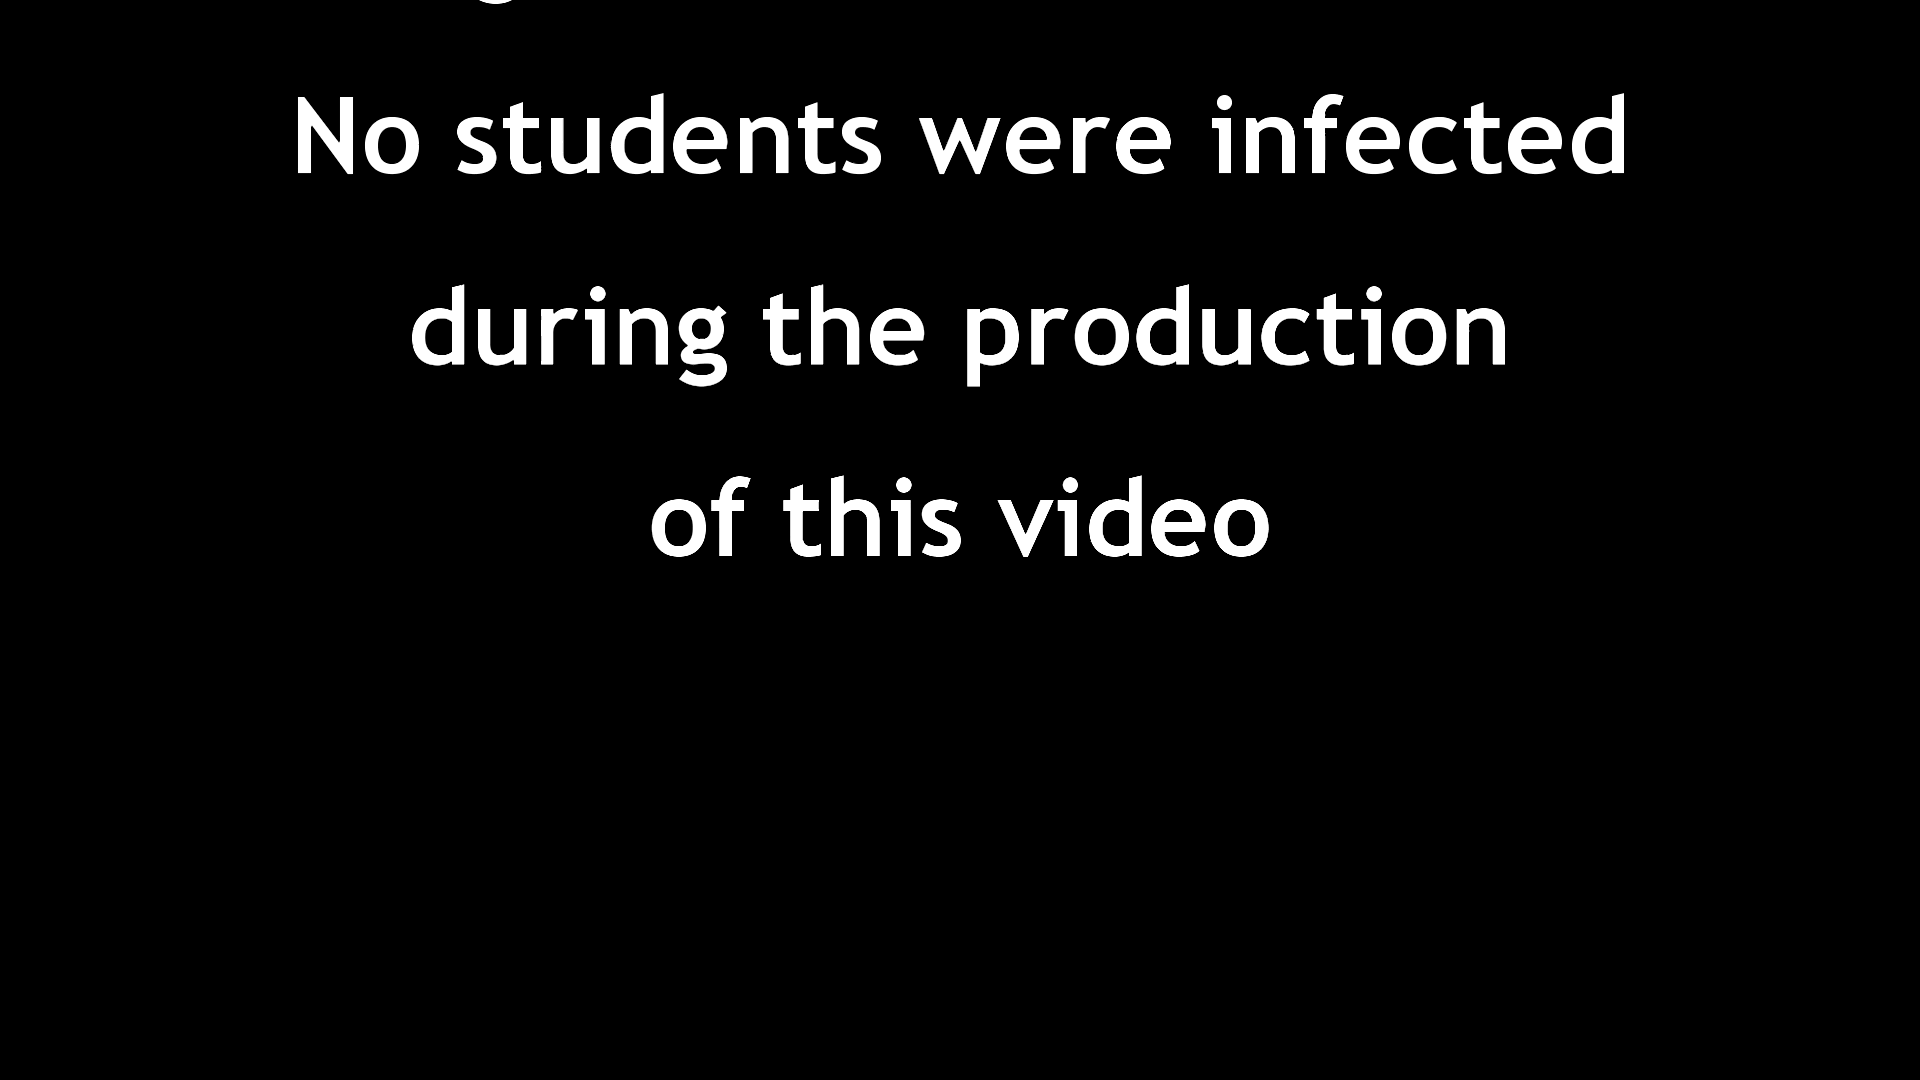 No students were infected
during the production
of this video